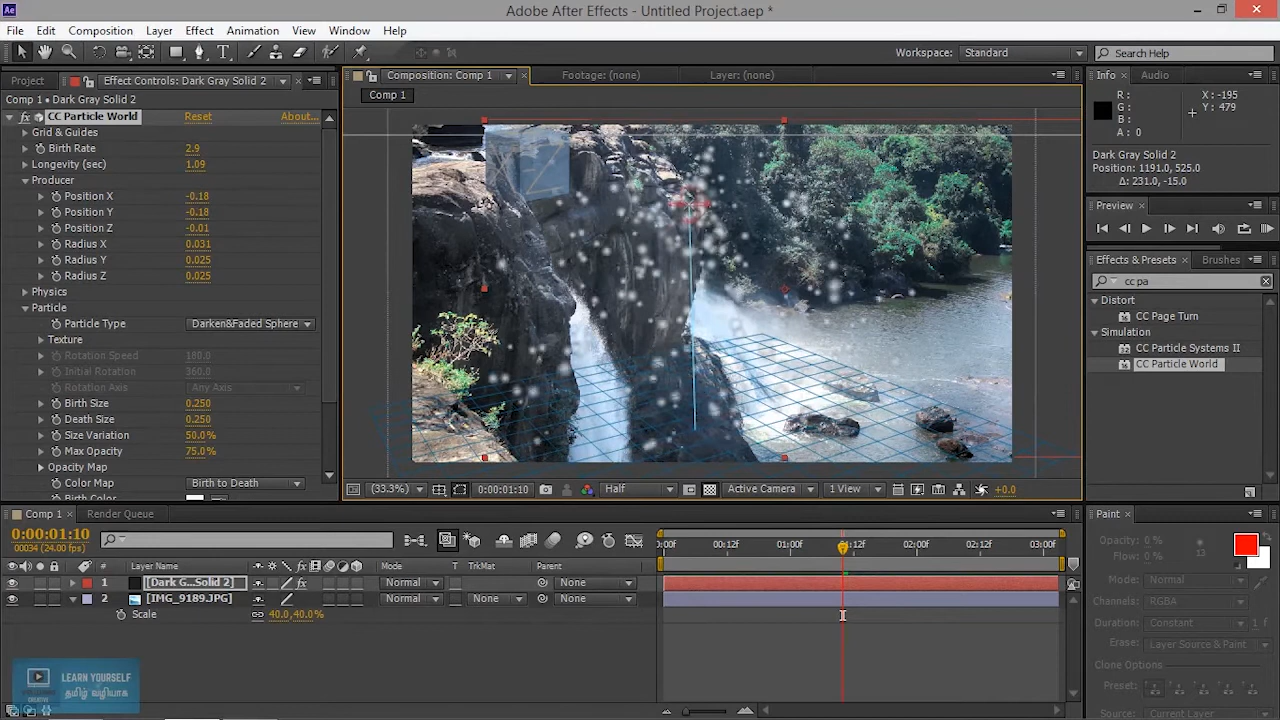 Ae Adobe After Effects - Untitled Project.aep *
File Edit Composition Layer Effect Animation View Window Help
Workspace: Standard Search Help
Project Effect Controls: Dark Gray Solid 2
Composition: Comp 1 Footage: (none) Layer: (none)
Info Audio
Comp 1 • Dark Gray Solid 2
Comp 1
fx CC Particle World Reset About...
Grid & Guides
Birth Rate 2.9
Longevity (sec) 1.09
Producer
Position X -0.18
Position Y -0.18
Position Z -0.01
Radius X 0.031
Radius Y 0.025
Radius Z 0.025
Physics
Particle
Particle Type Darken&Faded Sphere
Texture
Rotation Speed 180.0
Initial Rotation 360.0
Rotation Axis Any Axis
Birth Size 0.250
Death Size 0.250
Size Variation 50.0%
Max Opacity 75.0%
Opacity Map
Color Map Birth to Death
Birth Color
R :
G :
B :
A : 0
X : -195
Y : 479
Dark Gray Solid 2
Position: 1191.0, 525.0
Δ: 231.0, -15.0
Preview
Effects & Presets Brushes
cc pa
Distort
CC Page Turn
Simulation
CC Particle Systems II
CC Particle World
(33.3%) 0:00:01:10 Half Active Camera 1 View +0.0
Comp 1 Render Queue
0:00:01:10
00034 (24.00 fps)
:00f 00:12f 01:00f 01:12f 02:00f 02:12f 03:00f
# Layer Name Mode T TrkMat Parent
1 [Dark G...Solid 2] fx Normal None
2 [IMG_9189.JPG] Normal None None
Scale 40.0,40.0%
LEARN YOURSELF
தமிழ் வழியாக
Paint
Opacity: 0 %
Flow: 0 %
13
Mode: Normal
Channels: RGBA
Duration: Constant 1 f
Erase: Layer Source & Paint
Clone Options
Preset:
Source: Current Layer